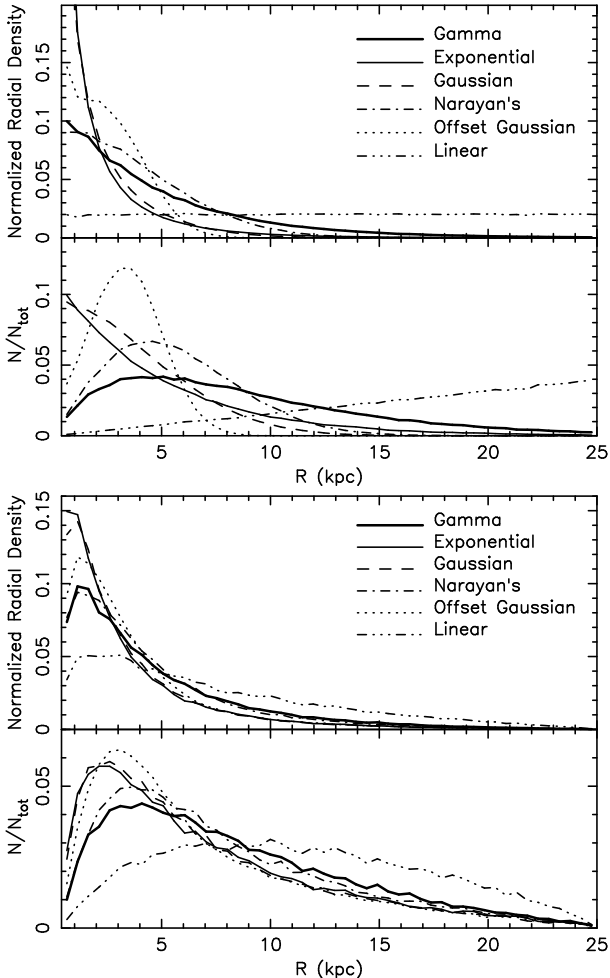 Normalized Radial Density
0.15
0.1
0.05
0
Gamma
Exponential
Gaussian
Narayan's
Offset Gaussian
Linear
N/Ntot
0.1
0.05
0
5
10
15
20
25
R (kpc)
Normalized Radial Density
0.15
0.1
0.05
0
Gamma
Exponential
Gaussian
Narayan's
Offset Gaussian
Linear
N/Ntot
0.05
0
5
10
15
20
25
R (kpc)